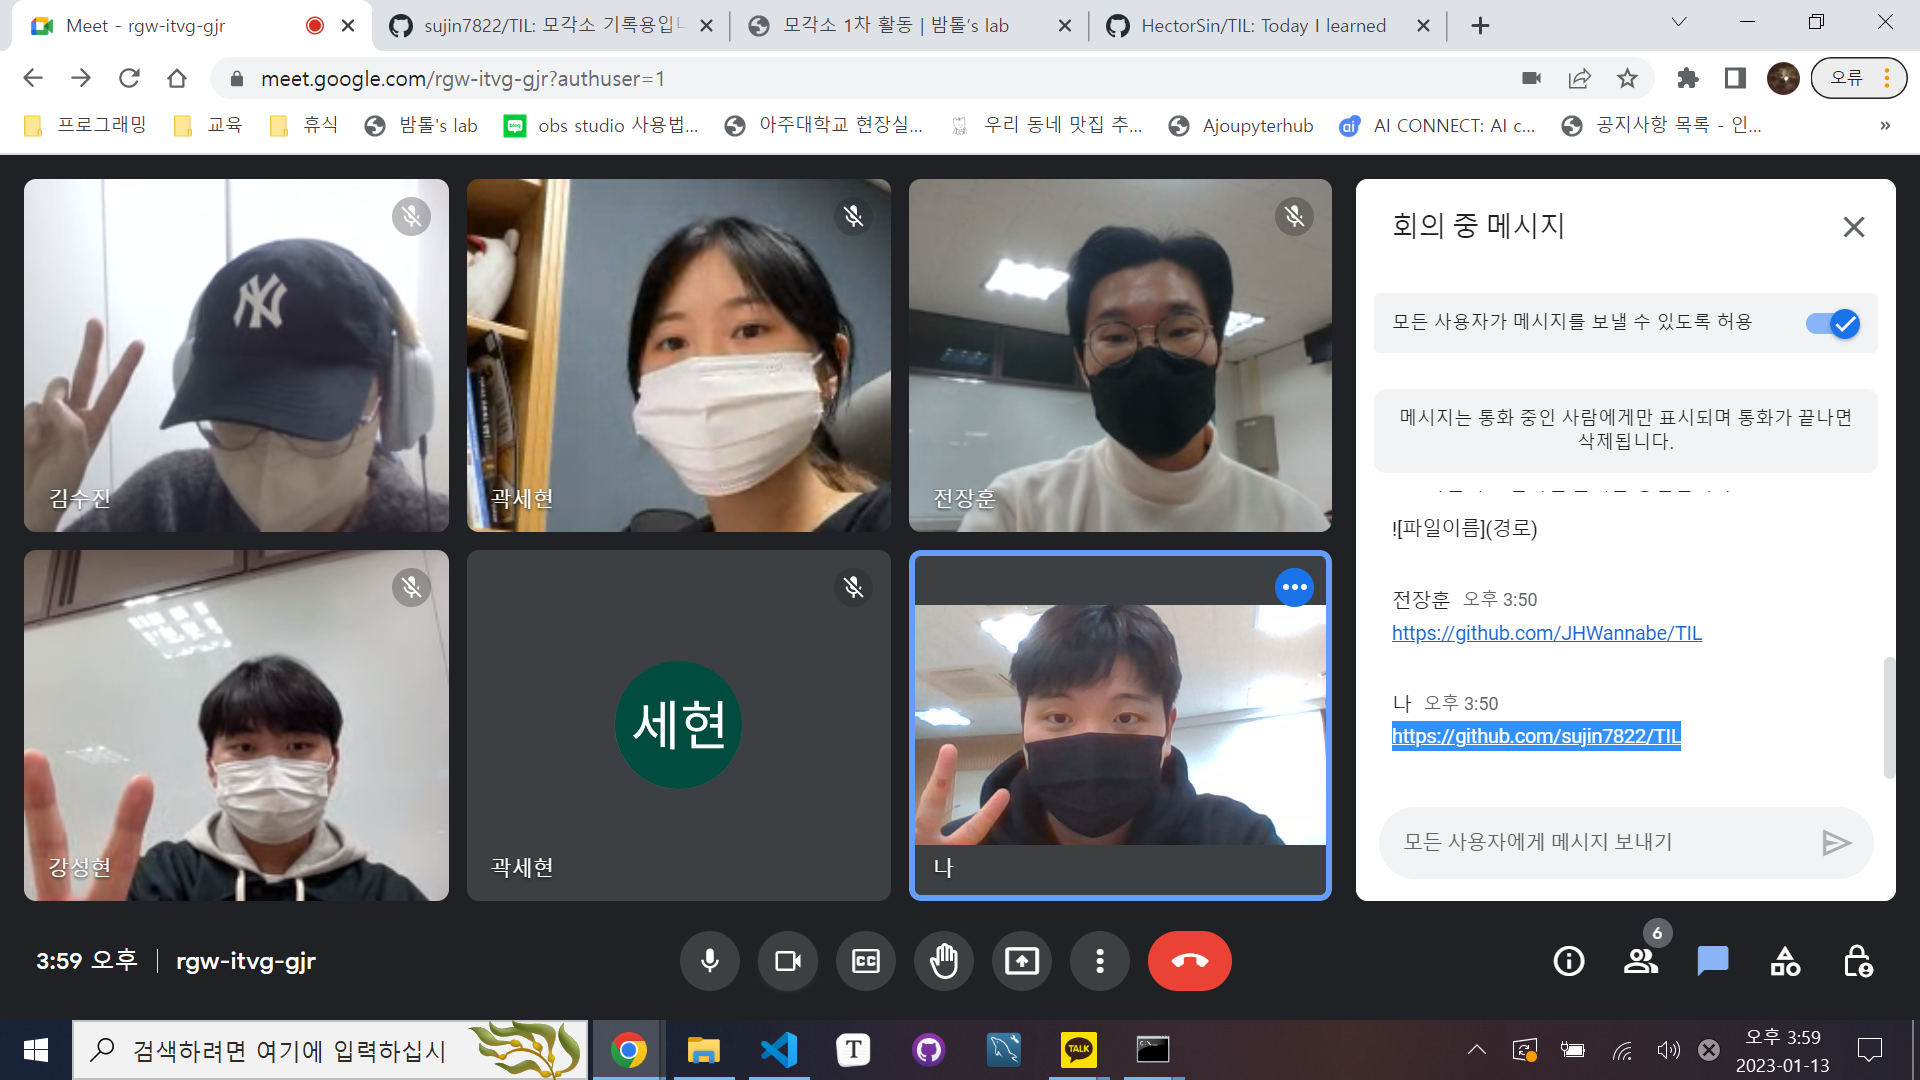 Meet - rgw-itvg-gjr
sujin7822/TIL: 모각소 기록용입니
모각소 1차 활동 | 밤톨's lab
HectorSin/TIL: Today I learned
meet.google.com/rgw-itvg-gjr?authuser=1
오류
프로그래밍
교육
휴식
밤톨's lab
obs studio 사용법...
아주대학교 현장실...
우리 동네 맛집 추...
Ajoupyterhub
AI CONNECT: AI c...
공지사항 목록 - 인...
»
김수진
곽세현
전장훈
강성현
세현
곽세현
나
회의 중 메시지
모든 사용자가 메시지를 보낼 수 있도록 허용
메시지는 통화 중인 사람에게만 표시되며 통화가 끝나면
삭제됩니다.
![파일이름](경로)
전장훈 오후 3:50
https://github.com/JHWannabe/TIL
나 오후 3:50
https://github.com/sujin7822/TIL
모든 사용자에게 메시지 보내기
3:59 오후 | rgw-itvg-gjr
6
검색하려면 여기에 입력하십시
T
TALK
오후 3:59
2023-01-13